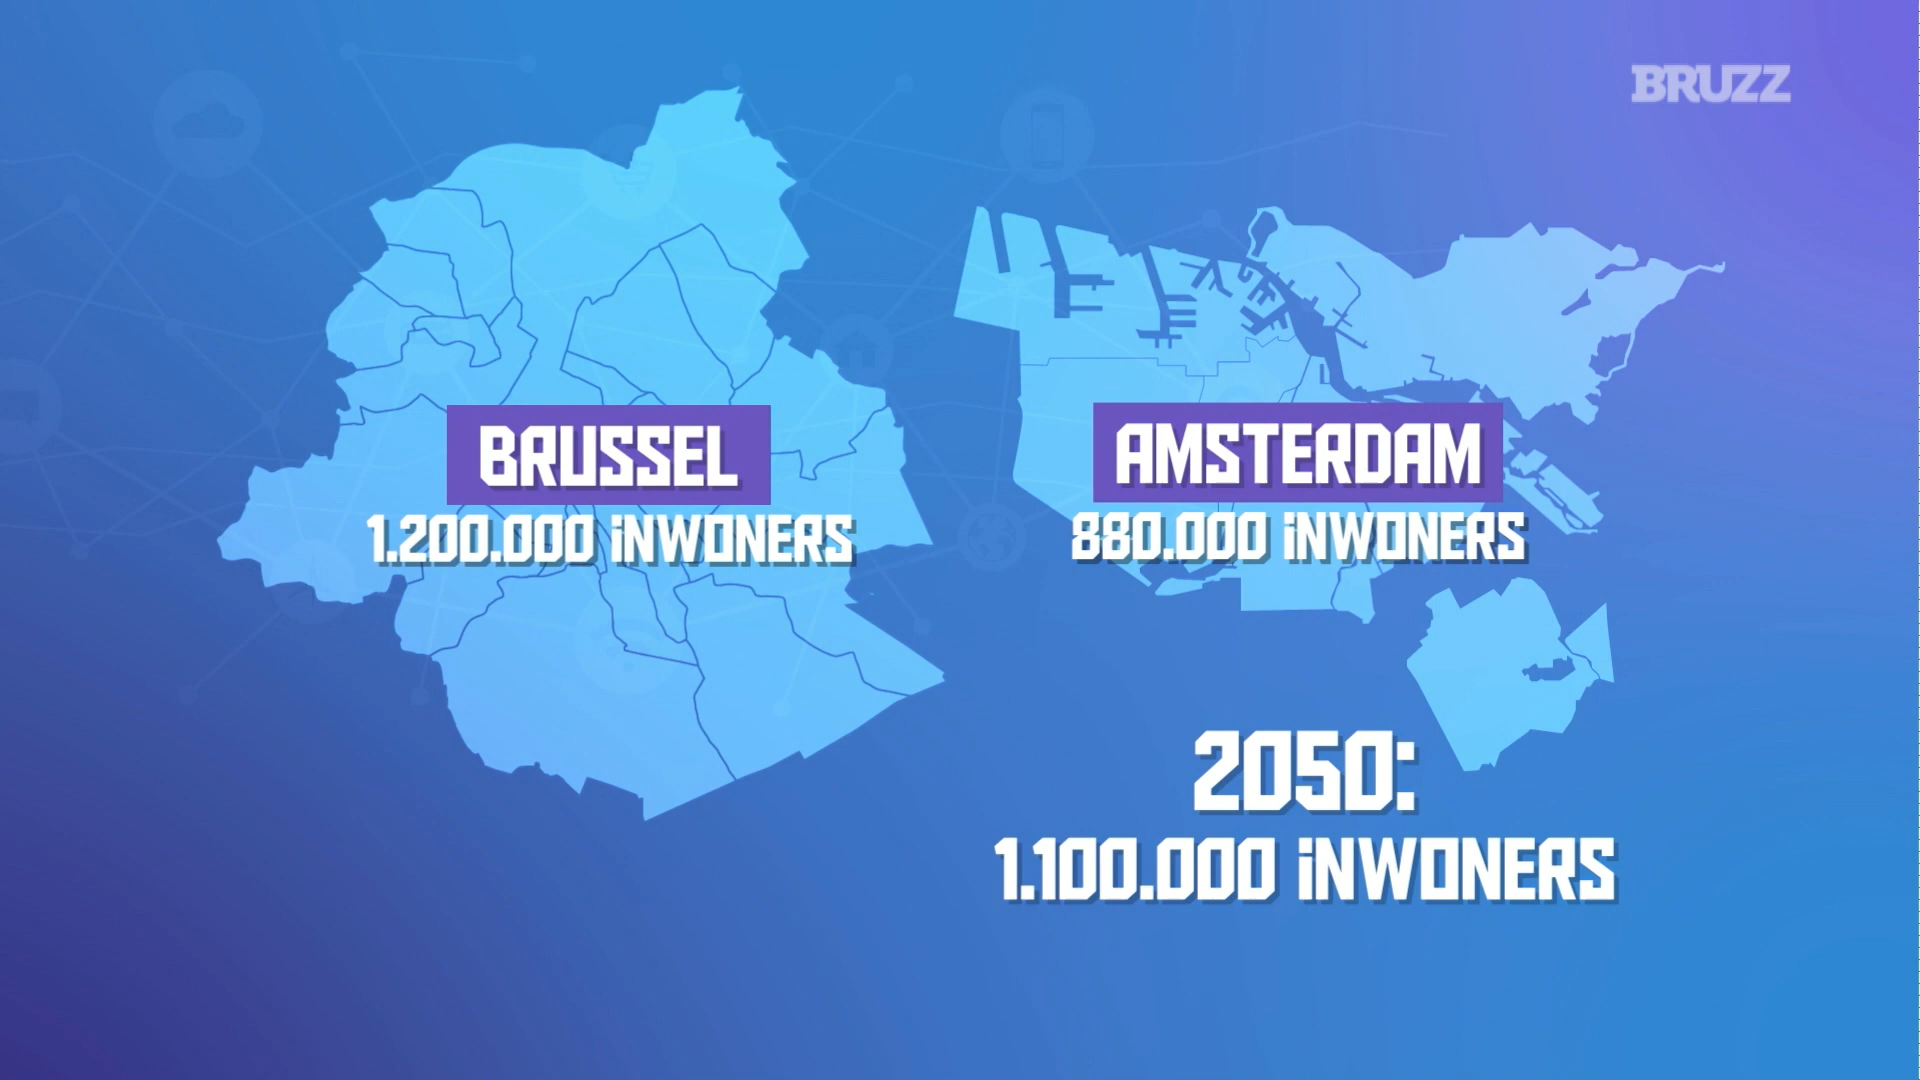 BRUZZ
BRUSSEL
1.200.000 iNWONERS
AMSTERDAM
880.000 iNWONERS
2050:
1.100.000 iNWONERS